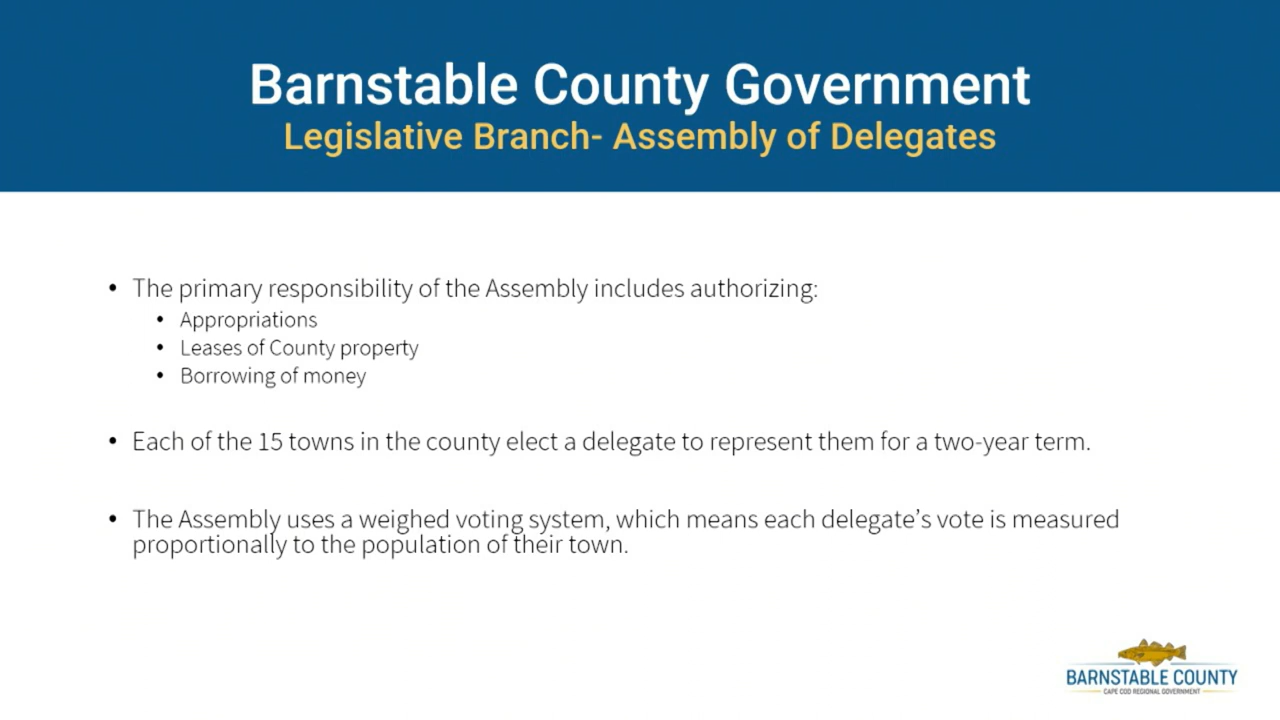 Barnstable County Government
Legislative Branch- Assembly of Delegates
• The primary responsibility of the Assembly includes authorizing:
• Appropriations
• Leases of County property
• Borrowing of money
• Each of the 15 towns in the county elect a delegate to represent them for a two-year term.
• The Assembly uses a weighed voting system, which means each delegate’s vote is measured
proportionally to the population of their town.
BARNSTABLE COUNTY
CAPE COD REGIONAL GOVERNMENT